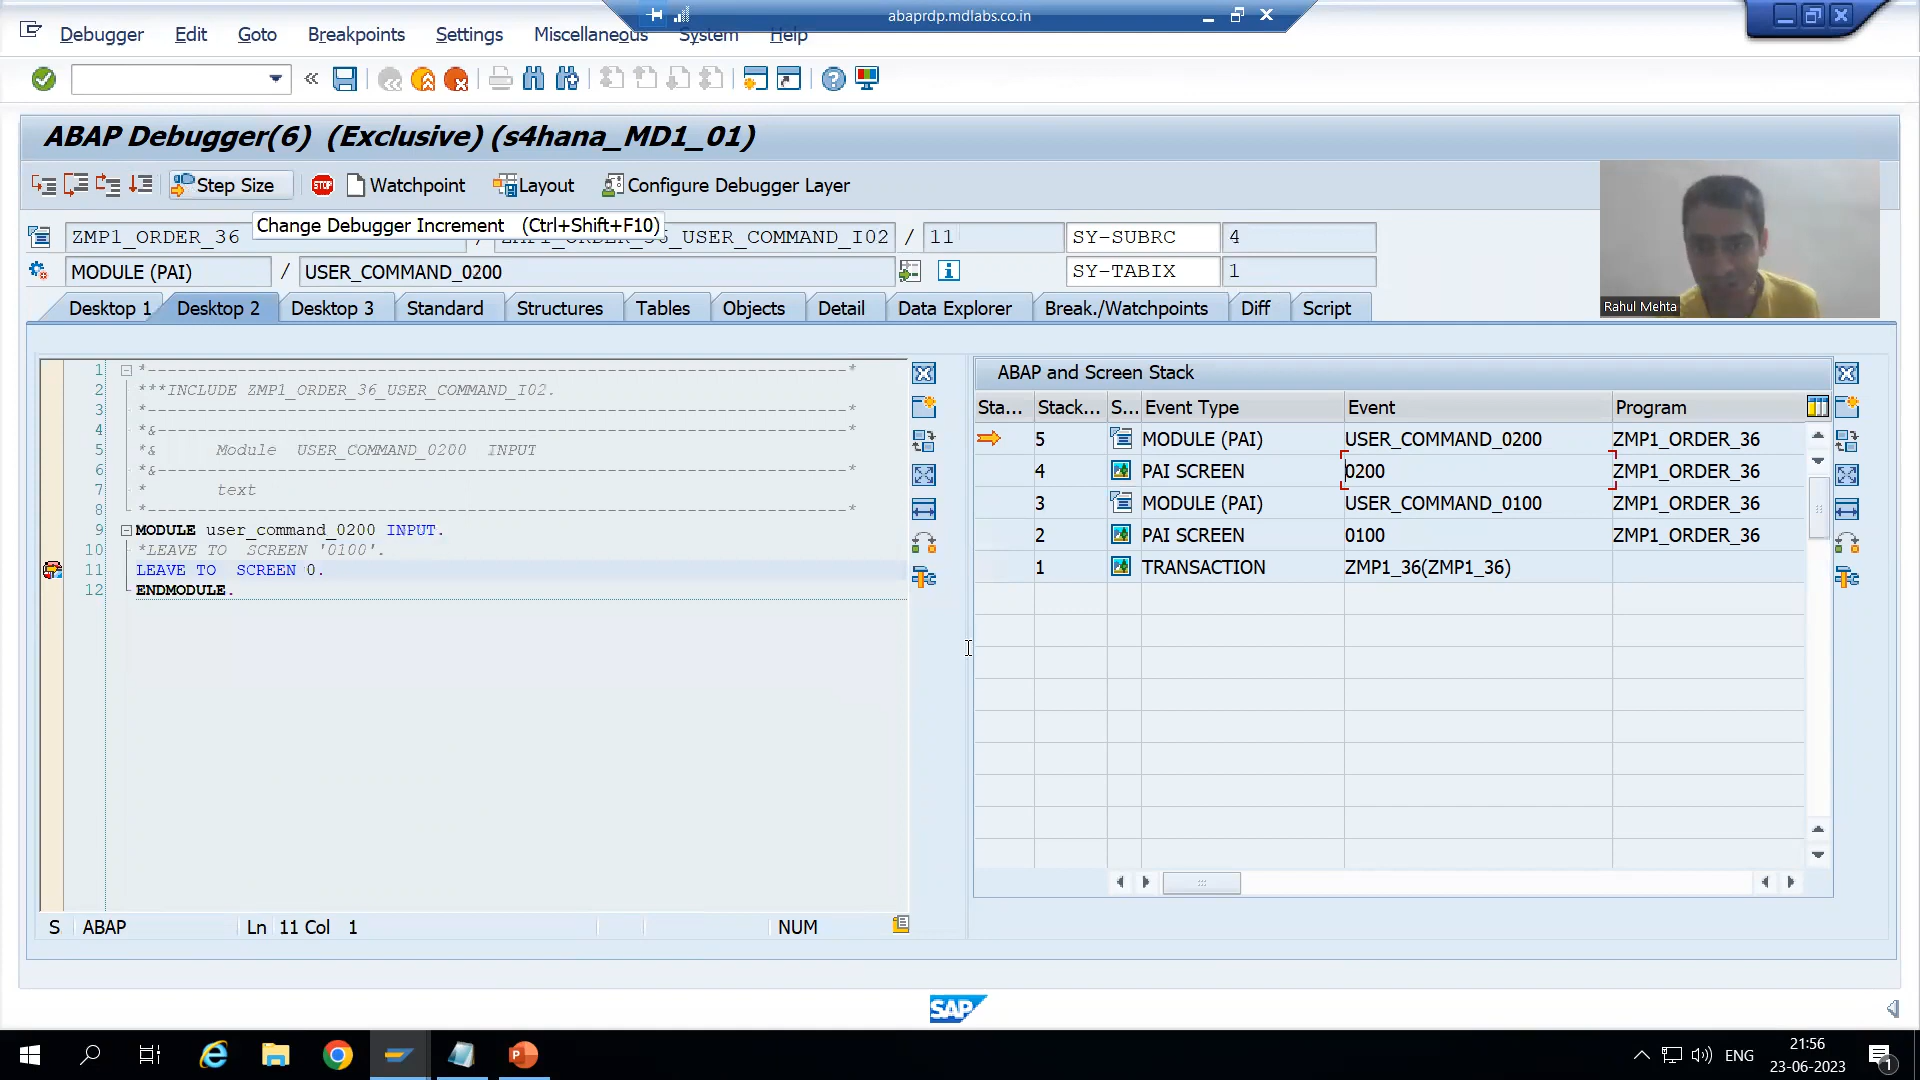 abaprdp.mdlabs.co.in
Debugger Edit Goto Breakpoints Settings Miscellaneous System Help
ABAP Debugger(6) (Exclusive) (s4hana_MD1_01)
STOP
Step Size Watchpoint Layout Configure Debugger Layer
Change Debugger Increment (Ctrl+Shift+F10)
ZMP1_ORDER_36 / ZMP1_ORDER_36_USER_COMMAND_I02 / 11 SY-SUBRC 4
MODULE (PAI) / USER_COMMAND_0200 SY-TABIX 1
Rahul Mehta
Desktop 1 Desktop 2 Desktop 3 Standard Structures Tables Objects Detail Data Explorer Break./Watchpoints Diff Script
1 *----------------------------------------------------------------------*
2 ***INCLUDE ZMP1_ORDER_36_USER_COMMAND_I02.
3 *----------------------------------------------------------------------*
4 *&---------------------------------------------------------------------*
5 *& Module USER_COMMAND_0200 INPUT
6 *&---------------------------------------------------------------------*
7 * text
8 *----------------------------------------------------------------------*
9 MODULE user_command_0200 INPUT.
10 *LEAVE TO SCREEN '0100'.
11 LEAVE TO SCREEN 0.
12 ENDMODULE.
S ABAP Ln 11 Col 1 NUM
ABAP and Screen Stack
Sta... Stack... S... Event Type Event Program
5 MODULE (PAI) USER_COMMAND_0200 ZMP1_ORDER_36
4 PAI SCREEN 0200 ZMP1_ORDER_36
3 MODULE (PAI) USER_COMMAND_0100 ZMP1_ORDER_36
2 PAI SCREEN 0100 ZMP1_ORDER_36
1 TRANSACTION ZMP1_36(ZMP1_36)
SAP
ENG
21:56
23-06-2023
1